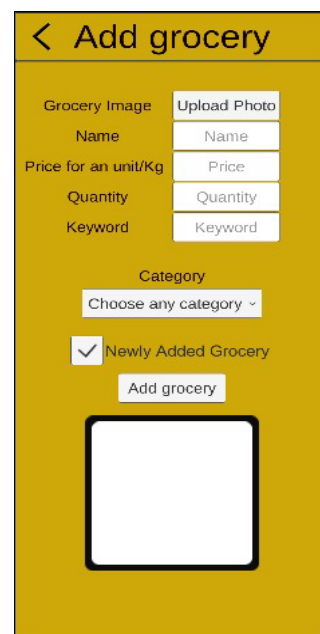 Add grocery
Grocery Image Upload Photo
Name Name
Price for an unit/Kg Price
Quantity Quantity
Keyword Keyword
Category
Choose any category
Newly Added Grocery
Add grocery